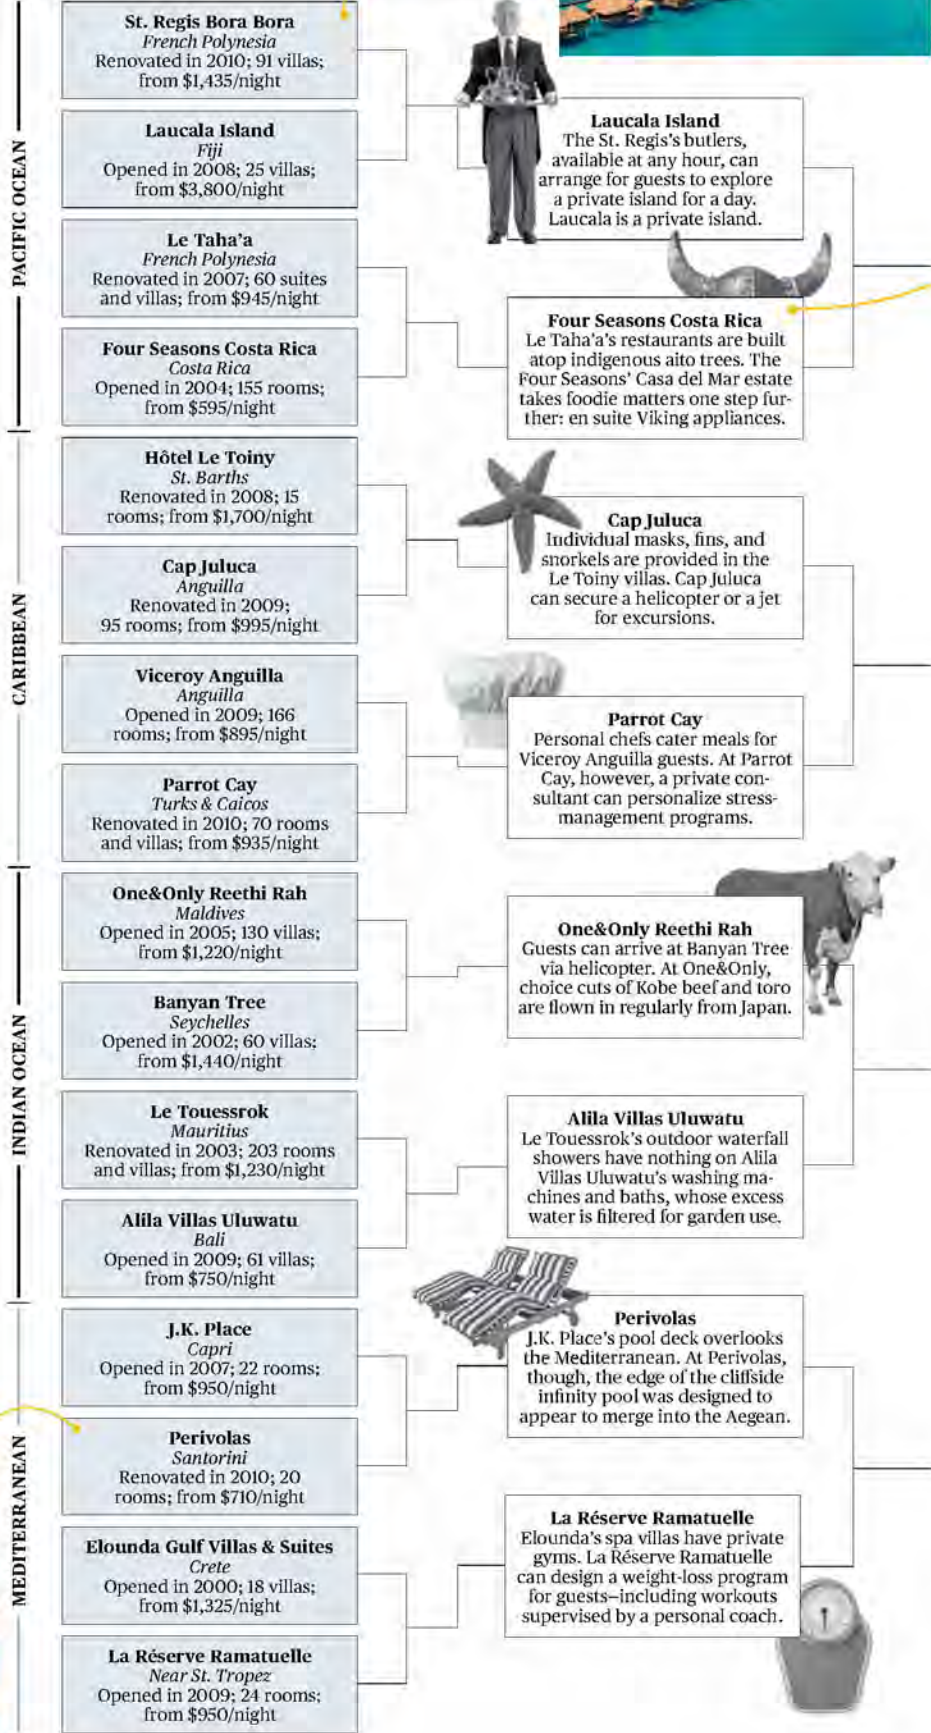 PACIFIC OCEAN
St. Regis Bora Bora
French Polynesia
Renovated in 2010; 91 villas;
from $1,435/night
Laucala Island
Fiji
Opened in 2008; 25 villas;
from $3,800/night
Le Taha'a
French Polynesia
Renovated in 2007; 60 suites
and villas; from $945/night
Four Seasons Costa Rica
Costa Rica
Opened in 2004; 155 rooms;
from $595/night
CARIBBEAN
Hôtel Le Toiny
St. Barths
Renovated in 2008; 15
rooms; from $1,700/night
Cap Juluca
Anguilla
Renovated in 2009;
95 rooms; from $995/night
Viceroy Anguilla
Anguilla
Opened in 2009; 166
rooms; from $895/night
Parrot Cay
Turks & Caicos
Renovated in 2010; 70 rooms
and villas; from $935/night
INDIAN OCEAN
One&Only Reethi Rah
Maldives
Opened in 2005; 130 villas;
from $1,220/night
Banyan Tree
Seychelles
Opened in 2002; 60 villas;
from $1,440/night
Le Touessrok
Mauritius
Renovated in 2003; 203 rooms
and villas; from $1,230/night
Alila Villas Uluwatu
Bali
Opened in 2009; 61 villas;
from $750/night
MEDITERRANEAN
J.K. Place
Capri
Opened in 2007; 22 rooms;
from $950/night
Perivolas
Santorini
Renovated in 2010; 20
rooms; from $710/night
Elounda Gulf Villas & Suites
Crete
Opened in 2000; 18 villas;
from $1,325/night
La Réserve Ramatuelle
Near St. Tropez
Opened in 2009; 24 rooms;
from $950/night
Laucala Island
The St. Regis's butlers,
available at any hour, can
arrange for guests to explore
a private island for a day.
Laucala is a private island.
Four Seasons Costa Rica
Le Taha'a's restaurants are built
atop indigenous aito trees. The
Four Seasons' Casa del Mar estate
takes foodie matters one step fur-
ther: en suite Viking appliances.
Cap Juluca
Individual masks, fins, and
snorkels are provided in the
Le Toiny villas. Cap Juluca
can secure a helicopter or a jet
for excursions.
Parrot Cay
Personal chefs cater meals for
Viceroy Anguilla guests. At Parrot
Cay, however, a private con-
sultant can personalize stress-
management programs.
One&Only Reethi Rah
Guests can arrive at Banyan Tree
via helicopter. At One&Only,
choice cuts of Kobe beef and toro
are flown in regularly from Japan.
Alila Villas Uluwatu
Le Touessrok's outdoor waterfall
showers have nothing on Alila
Villas Uluwatu's washing ma-
chines and baths, whose excess
water is filtered for garden use.
Perivolas
J.K. Place's pool deck overlooks
the Mediterranean. At Perivolas,
though, the edge of the cliffside
infinity pool was designed to
appear to merge into the Aegean.
La Réserve Ramatuelle
Elounda's spa villas have private
gyms. La Réserve Ramatuelle
can design a weight-loss program
for guests—including workouts
supervised by a personal coach.